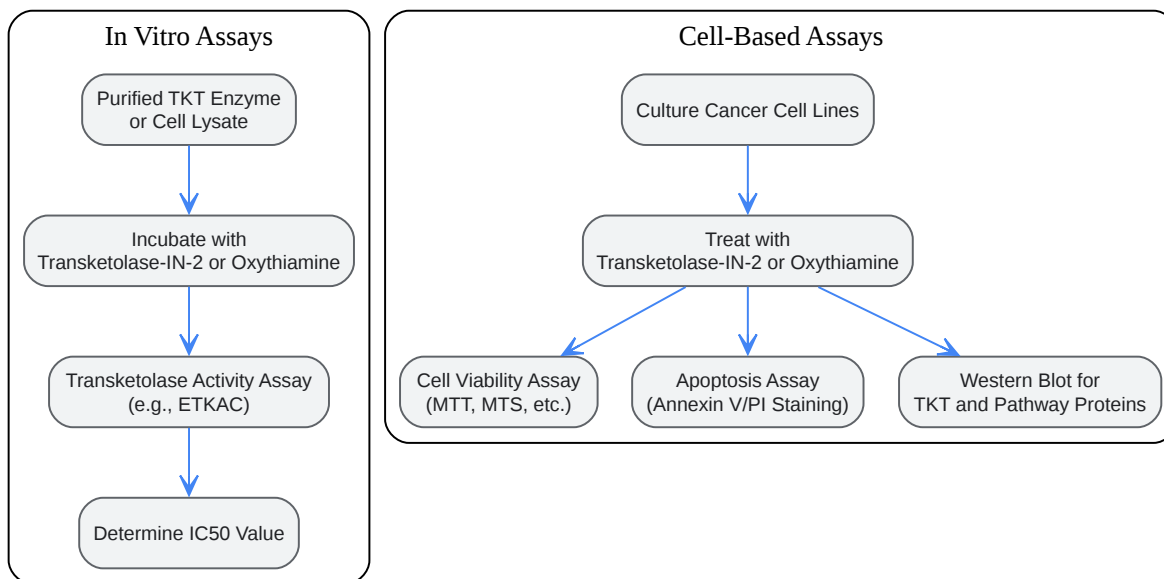 In Vitro Assays
Purified TKT Enzyme
or Cell Lysate
Incubate with
Transketolase-IN-2 or Oxythiamine
Transketolase Activity Assay
(e.g., ETKAC)
Determine IC50 Value
Cell-Based Assays
Culture Cancer Cell Lines
Treat with
Transketolase-IN-2 or Oxythiamine
Cell Viability Assay
(MTT, MTS, etc.)
Apoptosis Assay
(Annexin V/PI Staining)
Western Blot for
TKT and Pathway Proteins